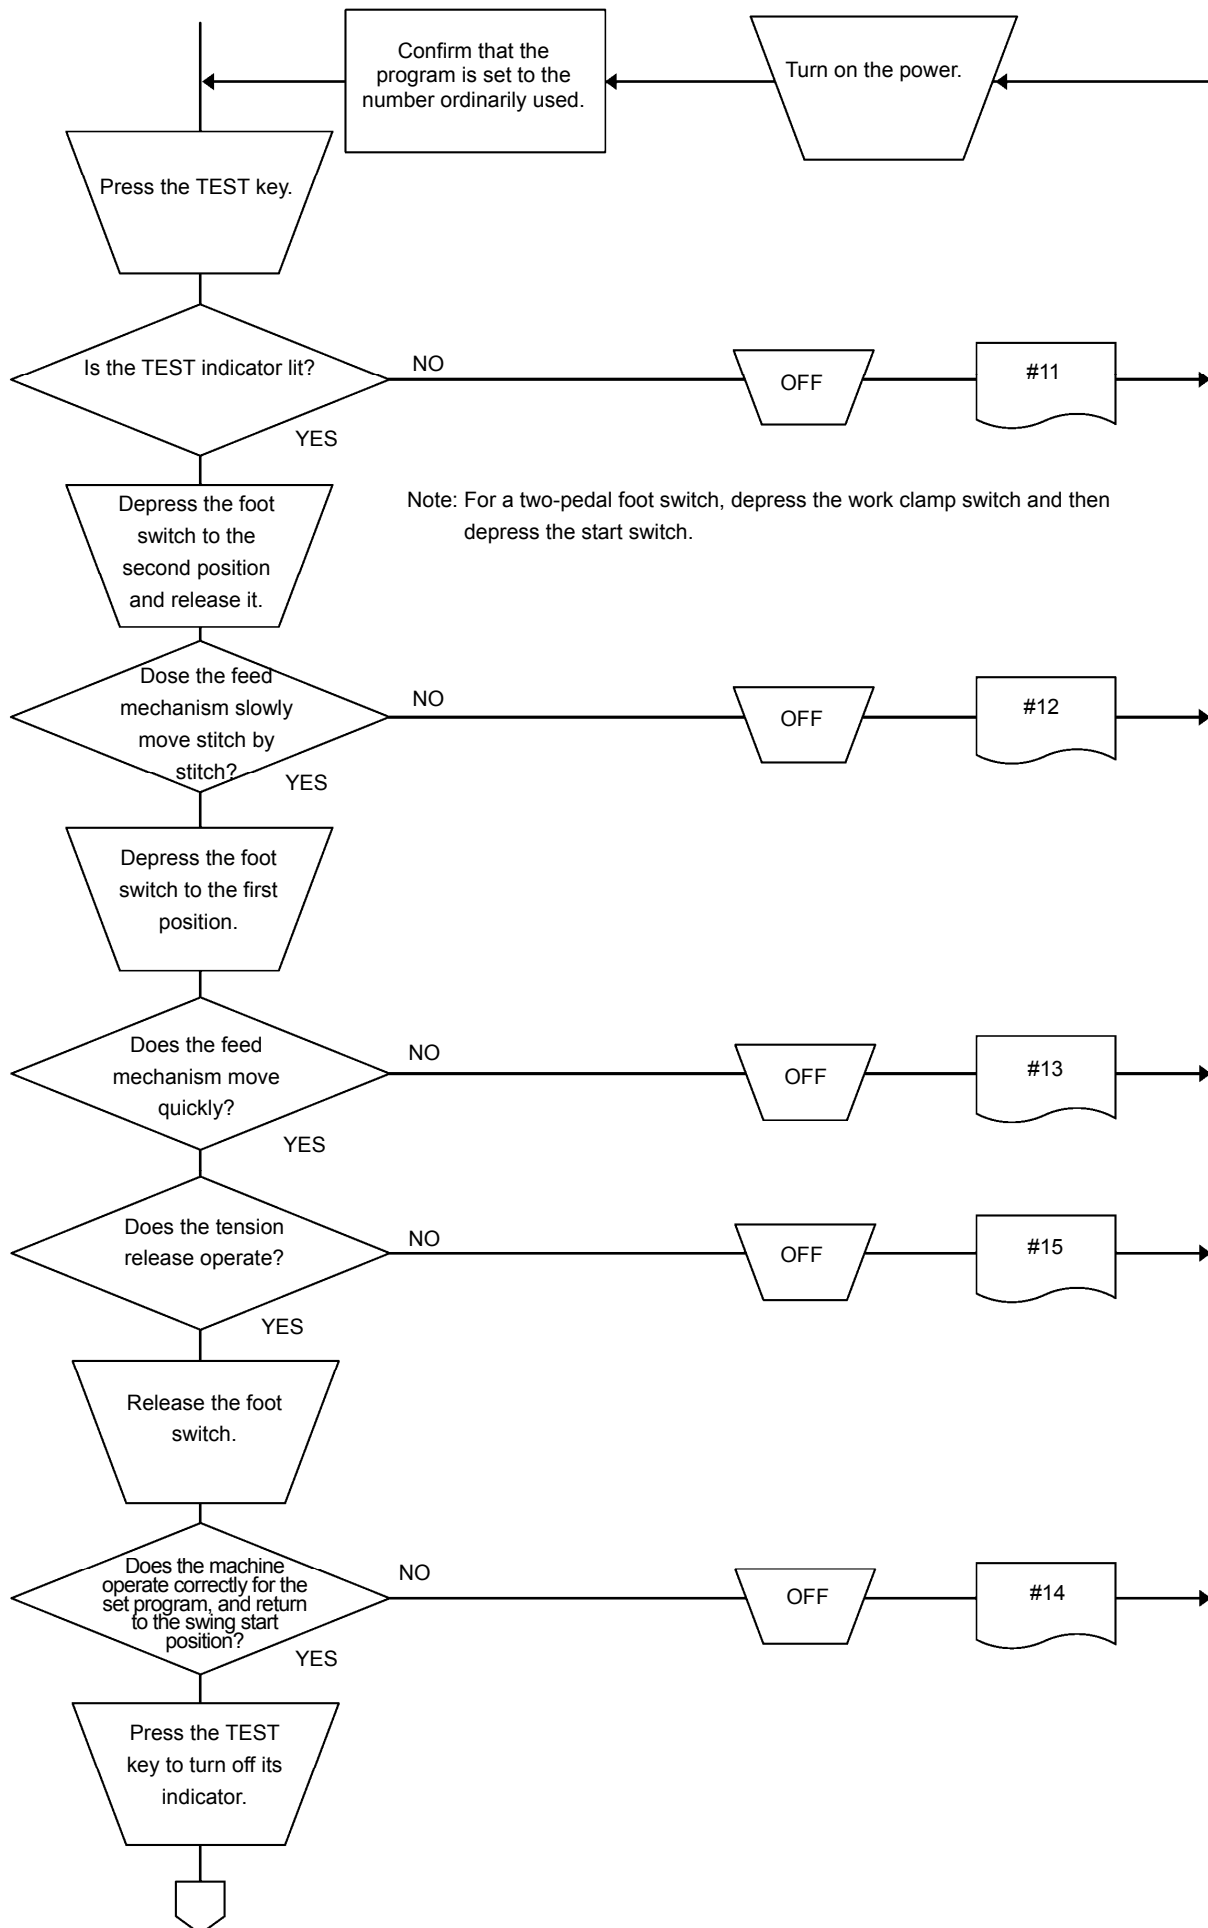 Confirm that the
program is set to the
number ordinarily used.
Turn on the power.
Press the TEST key.
Is the TEST indicator lit?
NO
OFF
#11
YES
Depress the foot
switch to the
second position
and release it.
Note: For a two-pedal foot switch, depress the work clamp switch and then
depress the start switch.
Dose the feed
mechanism slowly
move stitch by
stitch?
NO
OFF
#12
YES
Depress the foot
switch to the first
position.
Does the feed
mechanism move
quickly?
NO
OFF
#13
YES
Does the tension
release operate?
NO
OFF
#15
YES
Release the foot
switch.
Does the machine
operate correctly for the
set program, and return
to the swing start
position?
NO
OFF
#14
YES
Press the TEST
key to turn off its
indicator.